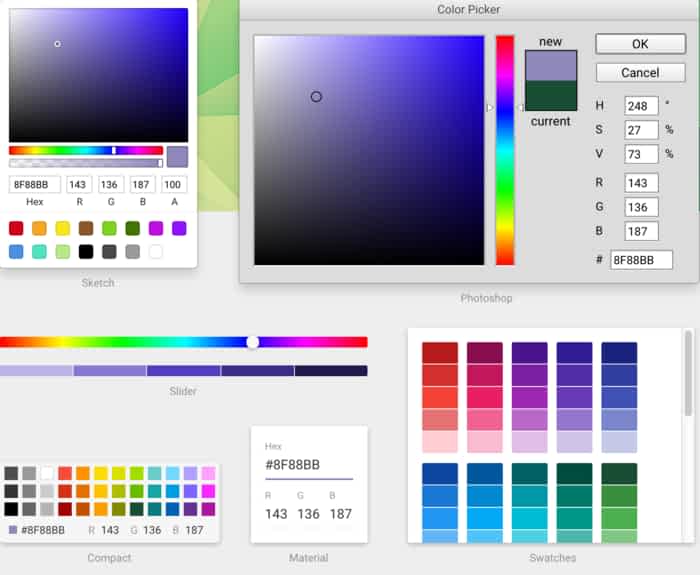 Color Picker
new
OK
Cancel
H 248 °
S 27 %
V 73 %
current
R 143
G 136
B 187
# 8F88BB
8F88BB 143 136 187 100
Hex R G B A
Sketch
Photoshop
Slider
Hex
#8F88BB
R G B
143 136 187
#8F88BB R 143 G 136 B 187
Compact
Material
Swatches